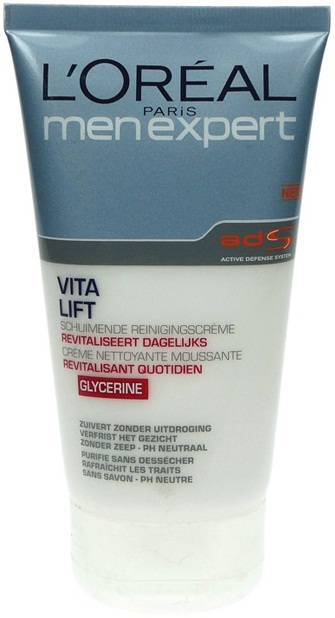 L'ORÉAL
PARIS
men expert
adS
ACTIVE DEFENSE SYSTEM
VITA
LIFT
SCHUIMENDE REINIGINGSCRÈME
REVITALISEERT DAGELIJKS
CRÈME NETTOYANTE MOUSSANTE
REVITALISANT QUOTIDIEN
GLYCERINE
ZUIVERT ZONDER UITDROGING
VERFRIST HET GEZICHT
ZONDER ZEEP - PH NEUTRAAL
PURIFIE SANS DESSÉCHER
RAFRAÎCHIT LES TRAITS
SANS SAVON - PH NEUTRE